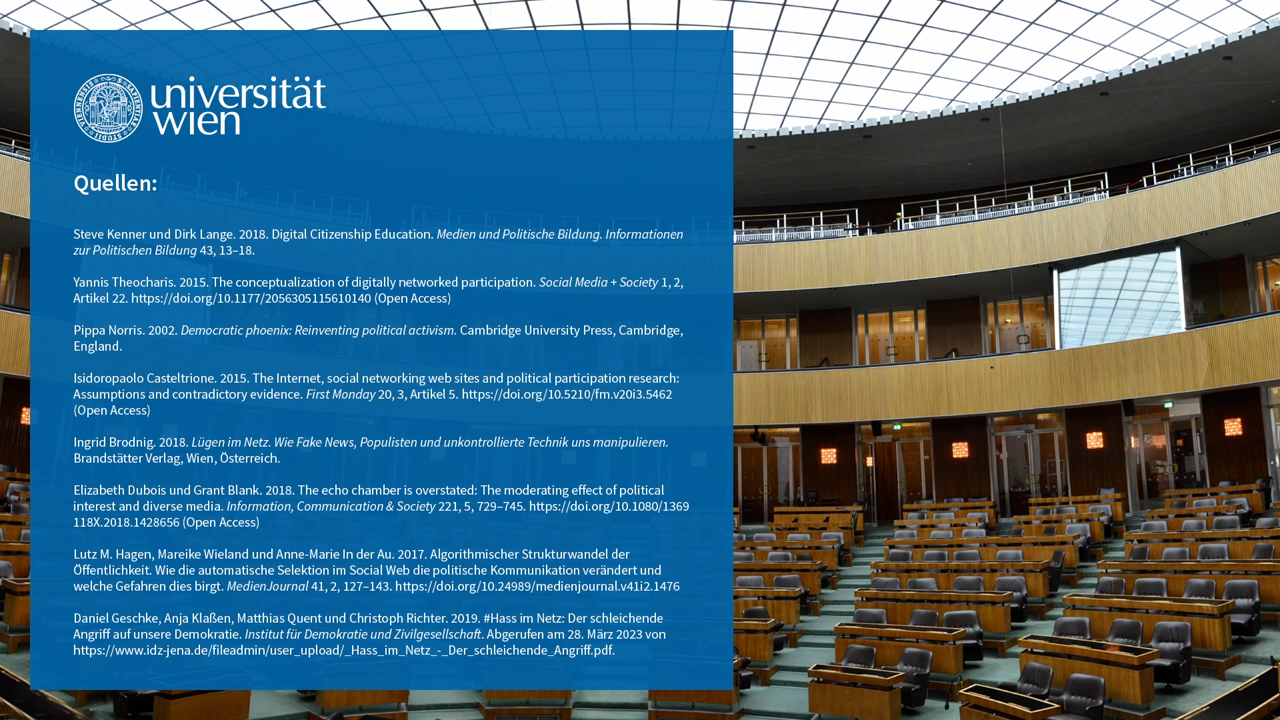 universität
wien
Quellen:
Steve Kenner und Dirk Lange. 2018. Digital Citizenship Education. Medien und Politische Bildung. Informationen
zur Politischen Bildung 43, 13–18.
Yannis Theocharis. 2015. The conceptualization of digitally networked participation. Social Media + Society 1, 2,
Artikel 22. https://doi.org/10.1177/2056305115610140 (Open Access)
Pippa Norris. 2002. Democratic phoenix: Reinventing political activism. Cambridge University Press, Cambridge,
England.
Isidoropaolo Casteltrione. 2015. The Internet, social networking web sites and political participation research:
Assumptions and contradictory evidence. First Monday 20, 3, Artikel 5. https://doi.org/10.5210/fm.v20i3.5462
(Open Access)
Ingrid Brodnig. 2018. Lügen im Netz. Wie Fake News, Populisten und unkontrollierte Technik uns manipulieren.
Brandstätter Verlag, Wien, Österreich.
Elizabeth Dubois und Grant Blank. 2018. The echo chamber is overstated: The moderating effect of political
interest and diverse media. Information, Communication & Society 221, 5, 729–745. https://doi.org/10.1080/1369
118X.2018.1428656 (Open Access)
Lutz M. Hagen, Mareike Wieland und Anne-Marie In der Au. 2017. Algorithmischer Strukturwandel der
Öffentlichkeit. Wie die automatische Selektion im Social Web die politische Kommunikation verändert und
welche Gefahren dies birgt. MedienJournal 41, 2, 127–143. https://doi.org/10.24989/medienjournal.v41i2.1476
Daniel Geschke, Anja Klaßen, Matthias Quent und Christoph Richter. 2019. #Hass im Netz: Der schleichende
Angriff auf unsere Demokratie. Institut für Demokratie und Zivilgesellschaft. Abgerufen am 28. März 2023 von
https://www.idz-jena.de/fileadmin/user_upload/_Hass_im_Netz_-_Der_schleichende_Angriff.pdf.